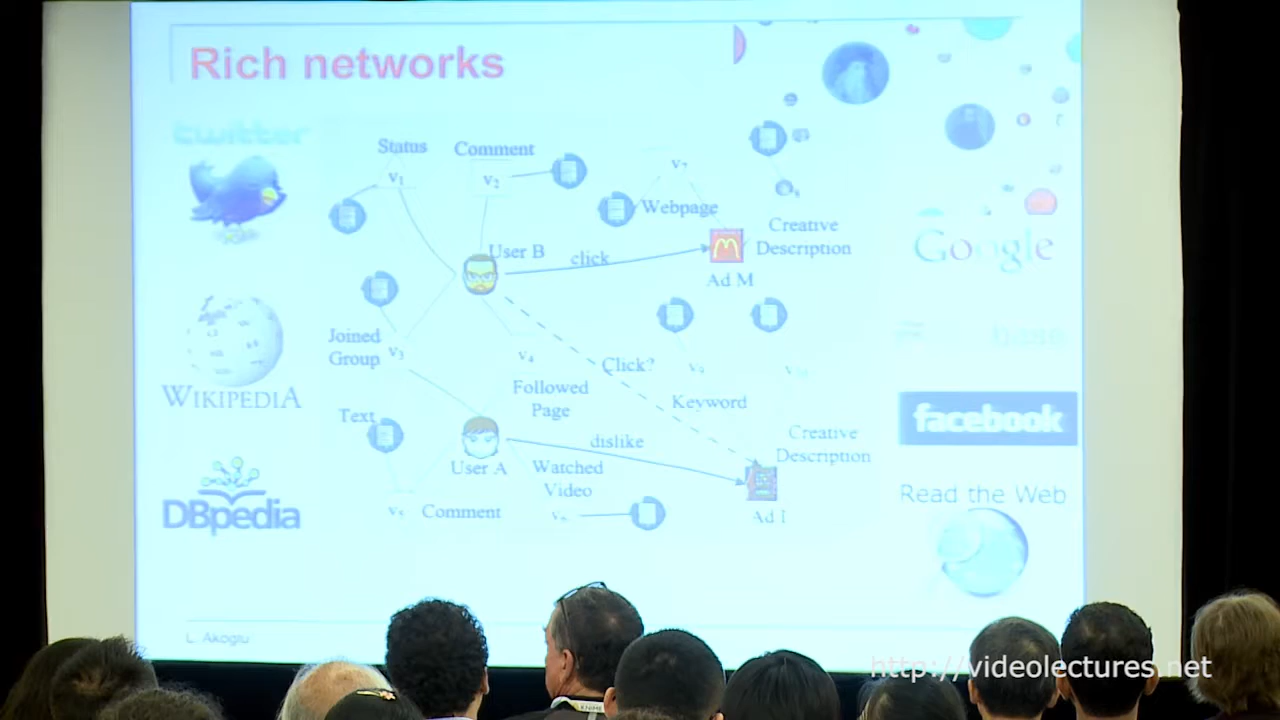 Rich networks
twitter
Status
Comment
v1
v2
v7
Webpage
Creative
Description
User B
click
Ad M
Google
WIKIPEDIA
Joined
Group
v3
v4
Click?
Followed
Page
Keyword
facebook
Text
User A
dislike
Creative
Description
Watched
Video
Read the Web
DBpedia
Comment
Ad I
L. Akoglu
http://videolectures.net